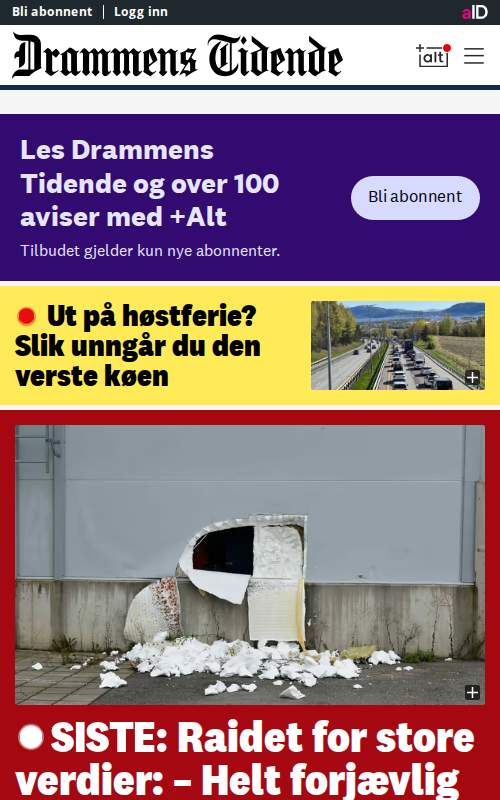 Bli abonnent | Logg inn
aID
Drammens Tidende
+alt
Les Drammens
Tidende og over 100
aviser med +Alt
Bli abonnent
Tilbudet gjelder kun nye abonnenter.
Ut på høstferie?
Slik unngår du den
verste køen
SISTE: Raidet for store
verdier: – Helt forjævlig